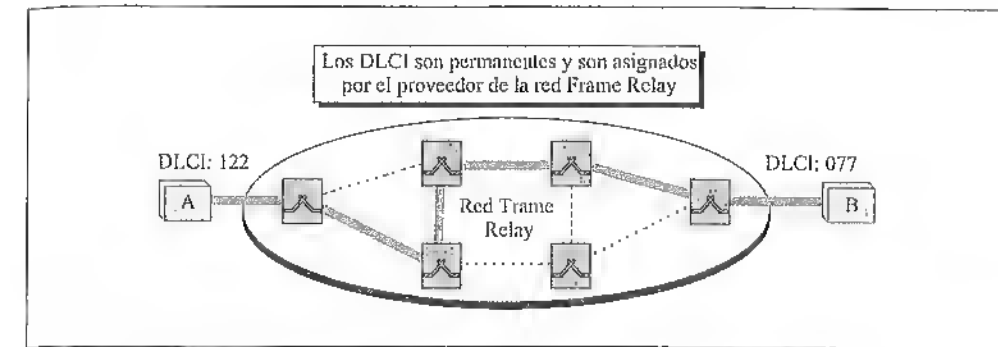 Los DLCI son permanentes y son asignados
por el proveedor de la red Frame Relay
DLCI: 122
DLCI: 077
A
B
Red Trame
Relay